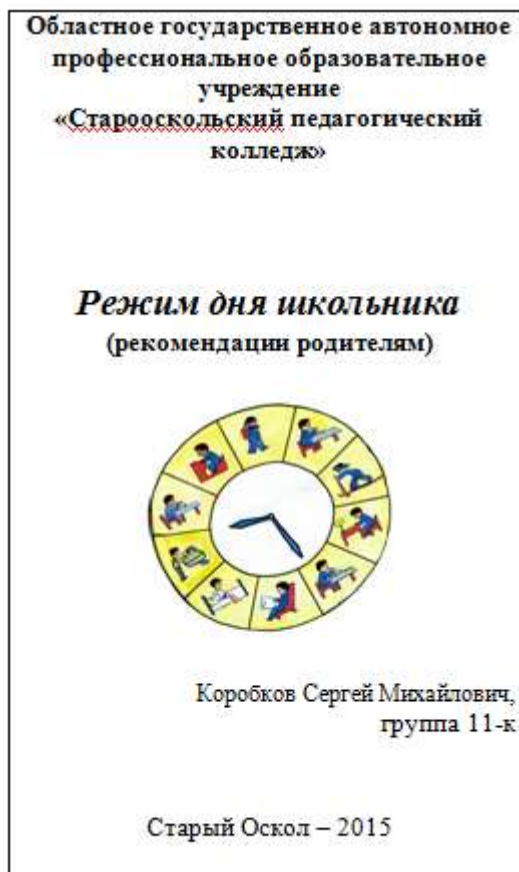 Областное государственное автономное
профессиональное образовательное
учреждение
«Старооскольский педагогический
колледж»
Режим дня школьника
(рекомендации родителям)
Коробков Сергей Михайлович,
группа 11-к
Старый Оскол – 2015